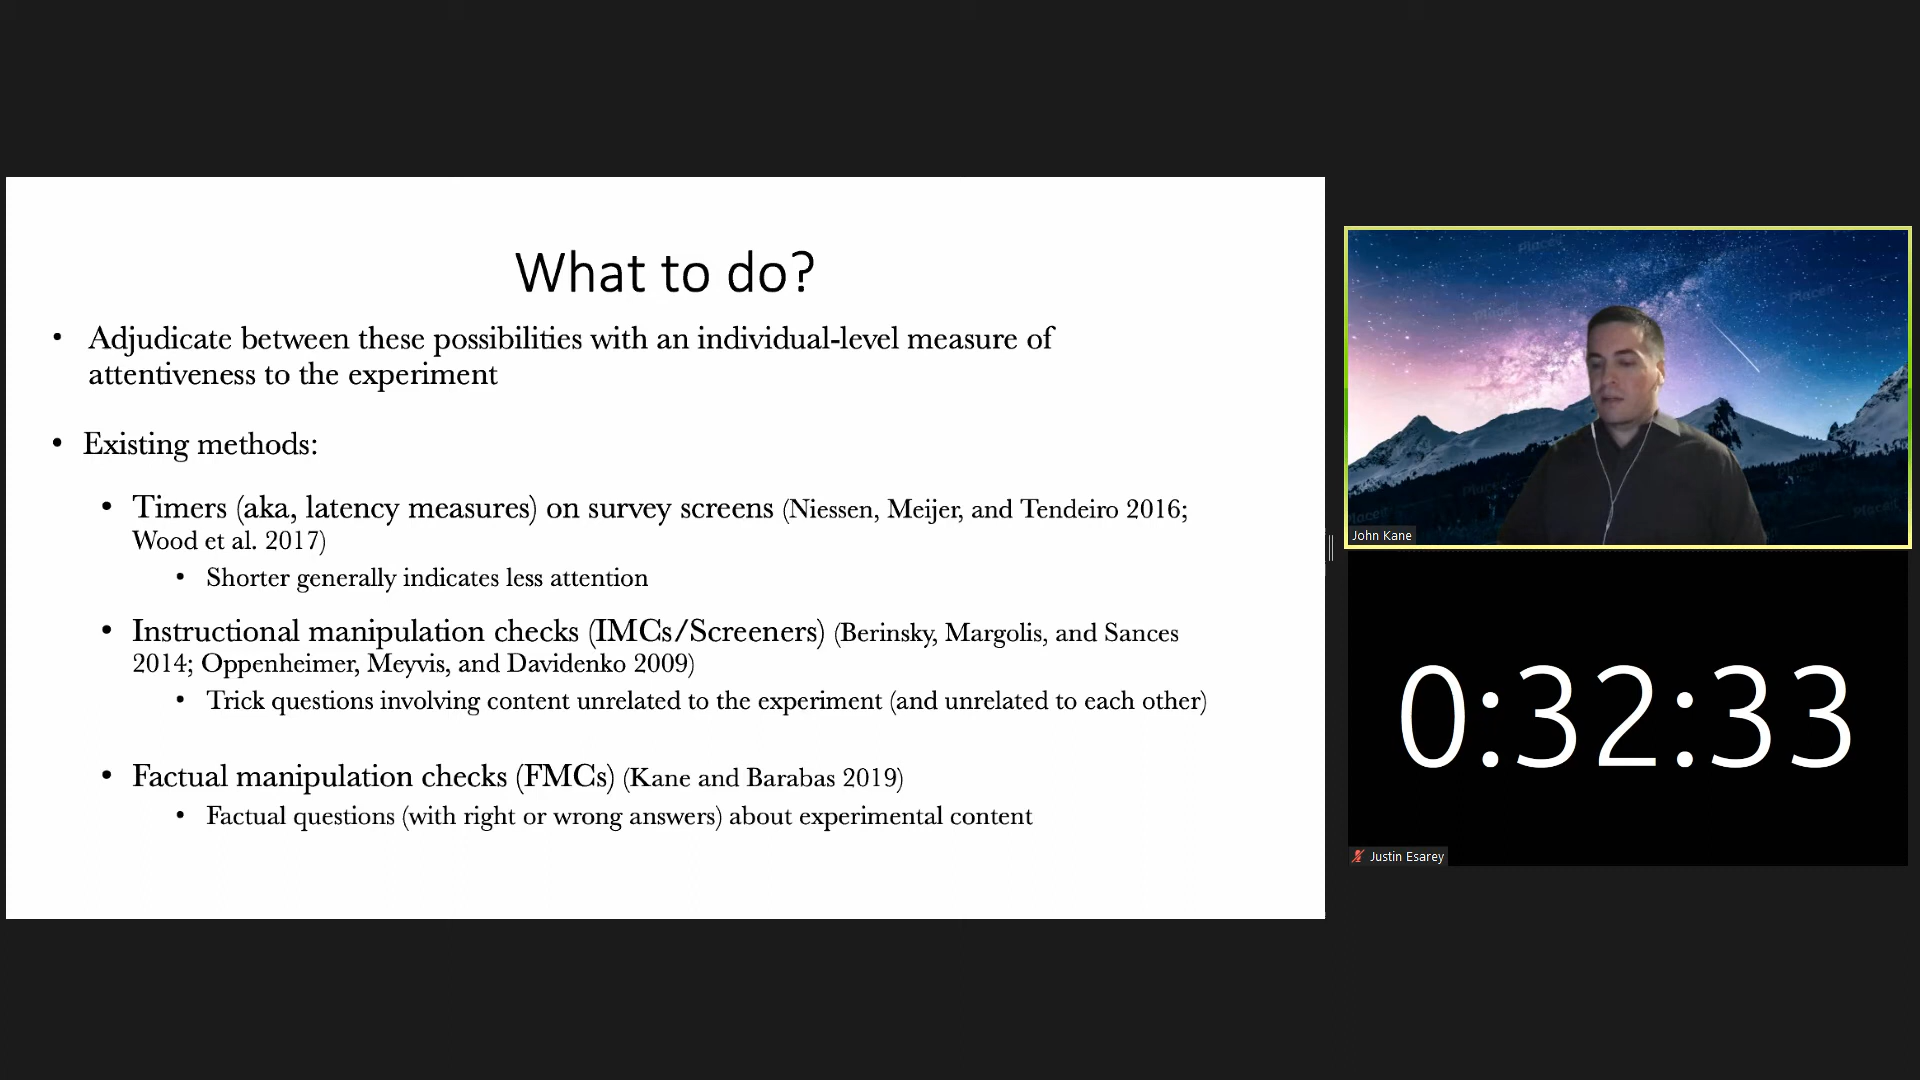 What to do?
• Adjudicate between these possibilities with an individual-level measure of
attentiveness to the experiment
• Existing methods:
• Timers (aka, latency measures) on survey screens (Niessen, Meijer, and Tendeiro 2016;
Wood et al. 2017)
• Shorter generally indicates less attention
• Instructional manipulation checks (IMCs/Screeners) (Berinsky, Margolis, and Sances
2014; Oppenheimer, Meyvis, and Davidenko 2009)
• Trick questions involving content unrelated to the experiment (and unrelated to each other)
• Factual manipulation checks (FMCs) (Kane and Barabas 2019)
• Factual questions (with right or wrong answers) about experimental content
John Kane
0:32:33
Justin Esarey